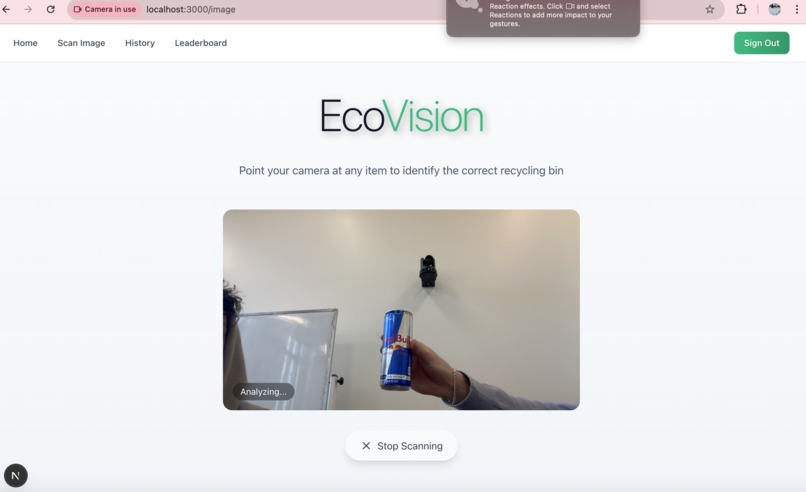 Camera in use
localhost:3000/image
Reaction effects. Click and select
Reactions to add more impact to your
gestures.
Home
Scan Image
History
Leaderboard
Sign Out
EcoVision
Point your camera at any item to identify the correct recycling bin
Red Bull
Analyzing...
Stop Scanning
N